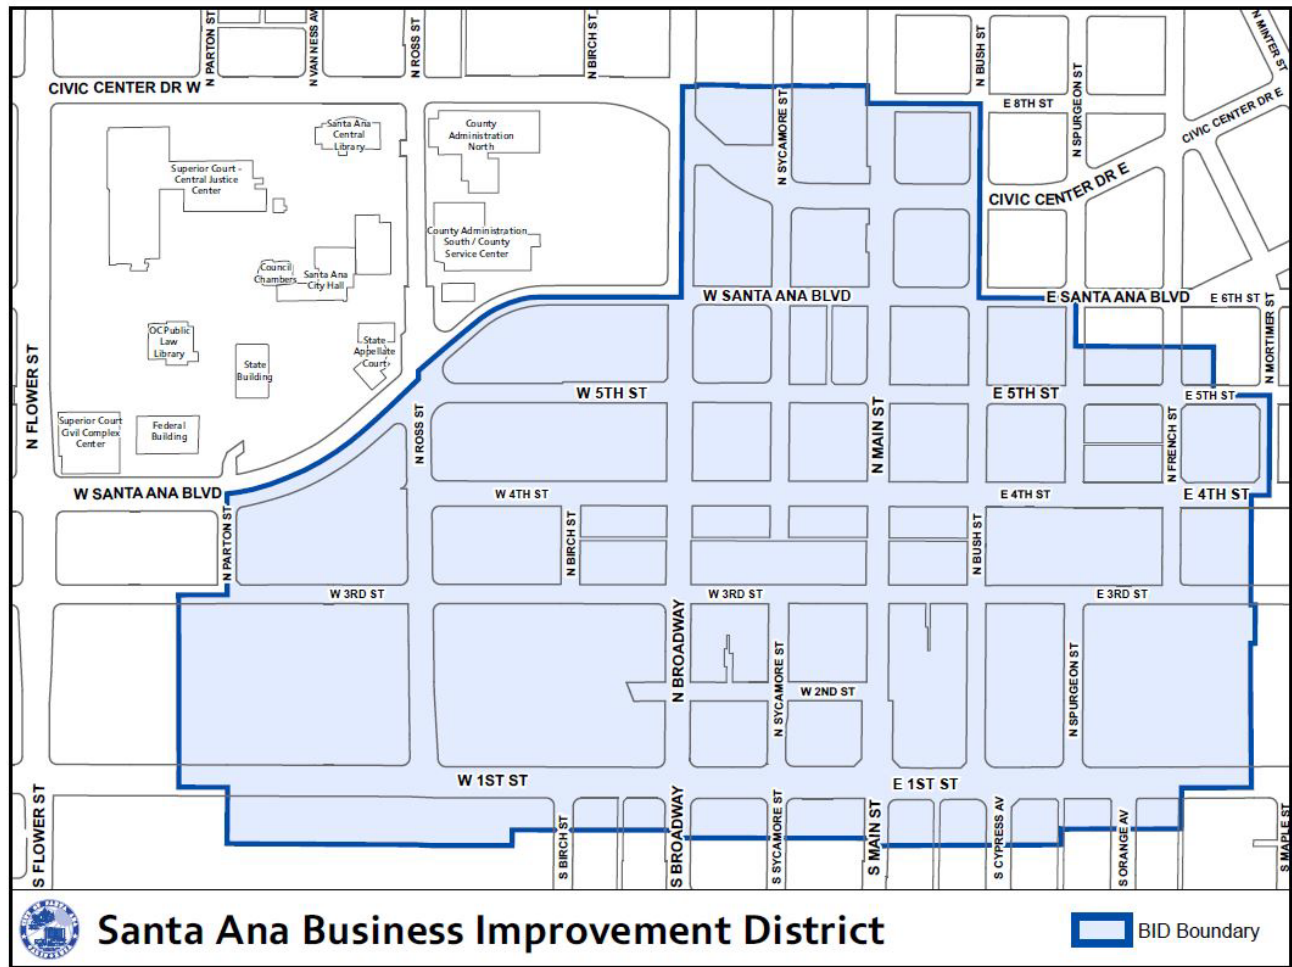 N PARTON ST
N VAN NESS AV
N ROSS ST
N BIRCH ST
N BUSH ST
N MINTER ST
CIVIC CENTER DR W
N SYCAMORE ST
E 8TH ST
N SPURGEON ST
CIVIC CENTER DR E
Santa Ana
Central
Library
County
Administration
North
Superior Court -
Central Justice
Center
CIVIC CENTER DR E
County Administration
South / County
Service Center
Council
Chambers
Santa Ana
City Hall
W SANTA ANA BLVD
E SANTA ANA BLVD
E 6TH ST
N MORTIMER ST
OC Public
Law
Library
State
Appellate
Court
State
Building
N FLOWER ST
W 5TH ST
E 5TH ST
E 5TH ST
N ROSS ST
N MAIN ST
N FRENCH ST
Superior Court
Civil Complex
Center
Federal
Building
W SANTA ANA BLVD
W 4TH ST
E 4TH ST
E 4TH ST
N PARTON ST
N BIRCH ST
N BUSH ST
W 3RD ST
W 3RD ST
E 3RD ST
N BROADWAY
N SYCAMORE ST
N SPURGEON ST
W 2ND ST
W 1ST ST
E 1ST ST
S FLOWER ST
S BIRCH ST
S BROADWAY
S SYCAMORE ST
S MAIN ST
S CYPRESS AV
S ORANGE AV
S MAPLE ST
Santa Ana Business Improvement District
BID Boundary